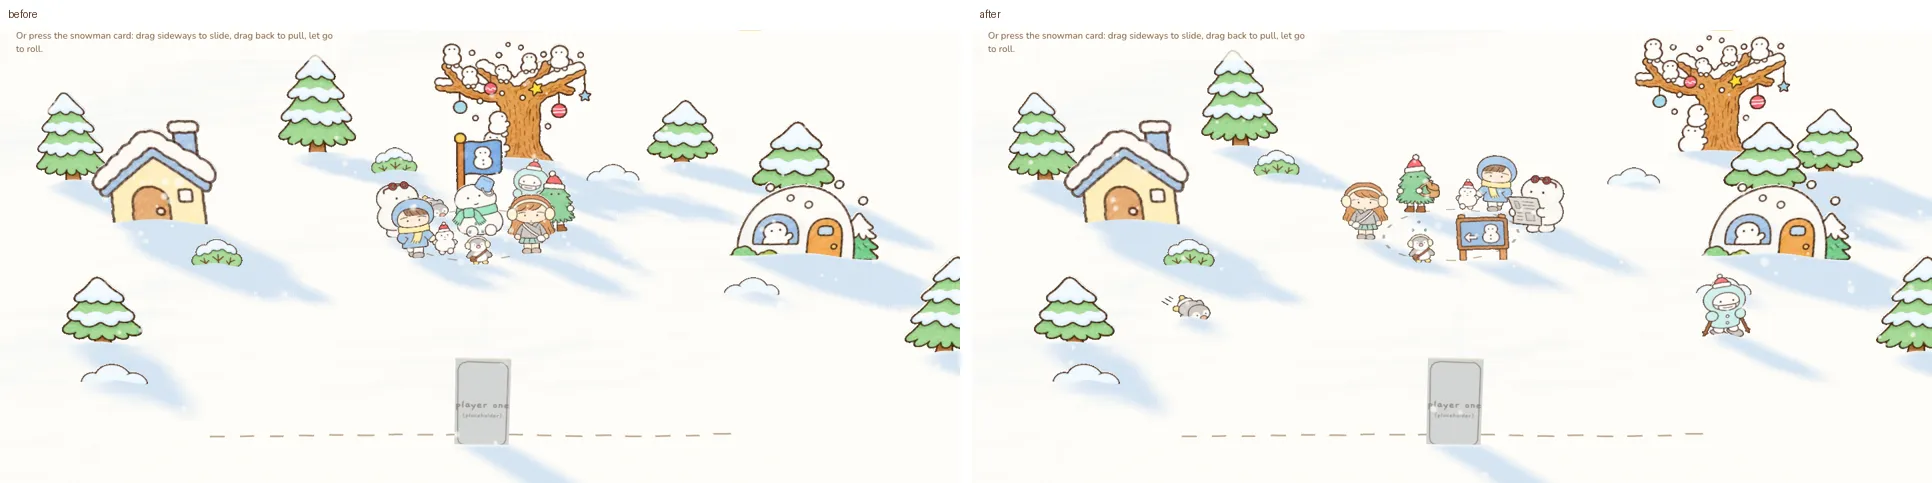 before
Or press the snowman card: drag sideways to slide, drag back to pull, let go
to roll.
player one
(placeholder)
after
Or press the snowman card: drag sideways to slide, drag back to pull, let go
to roll.
player one
(placeholder)